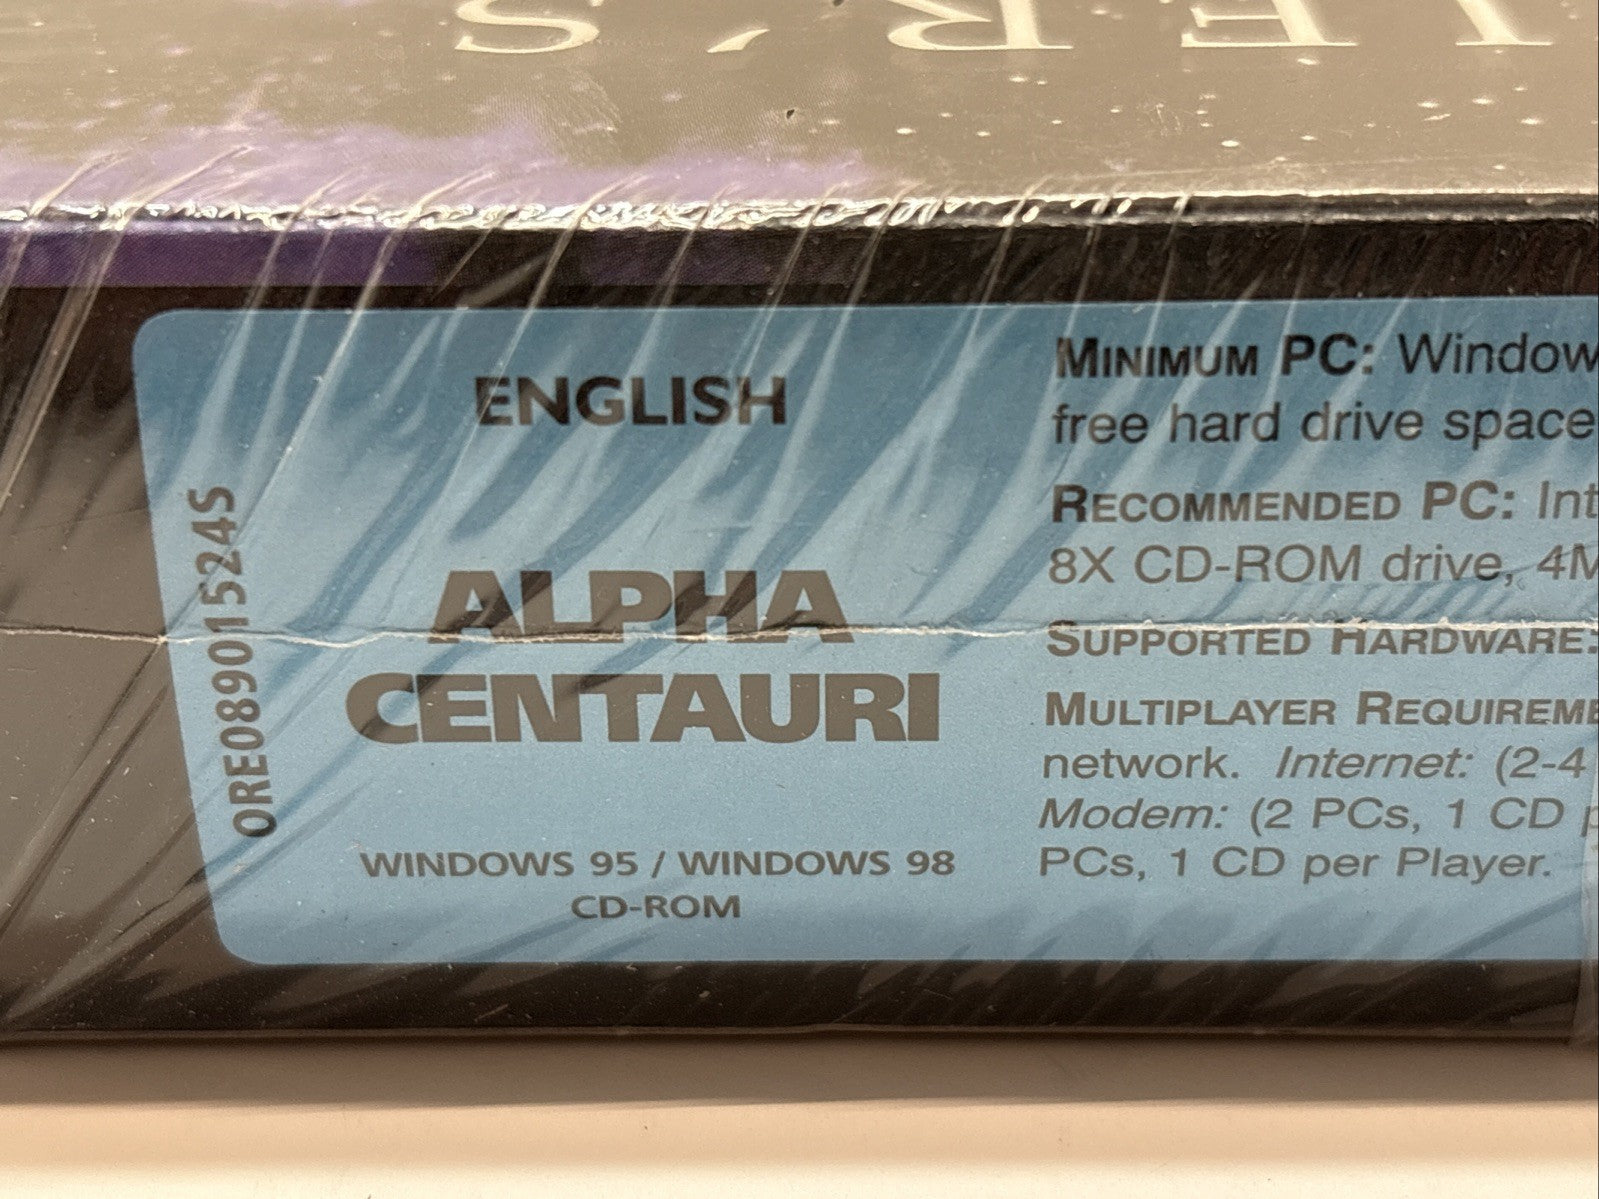 IER'S
ENGLISH
ORE08901524S
ALPHA
CENTAURI
WINDOWS 95 / WINDOWS 98
CD-ROM
MINIMUM PC: Window
free hard drive space
RECOMMENDED PC: Int
8X CD-ROM drive, 4M
SUPPORTED HARDWARE:
MULTIPLAYER REQUIREME
network. Internet: (2-4
Modem: (2 PCs, 1 CD p
PCs, 1 CD per Player.